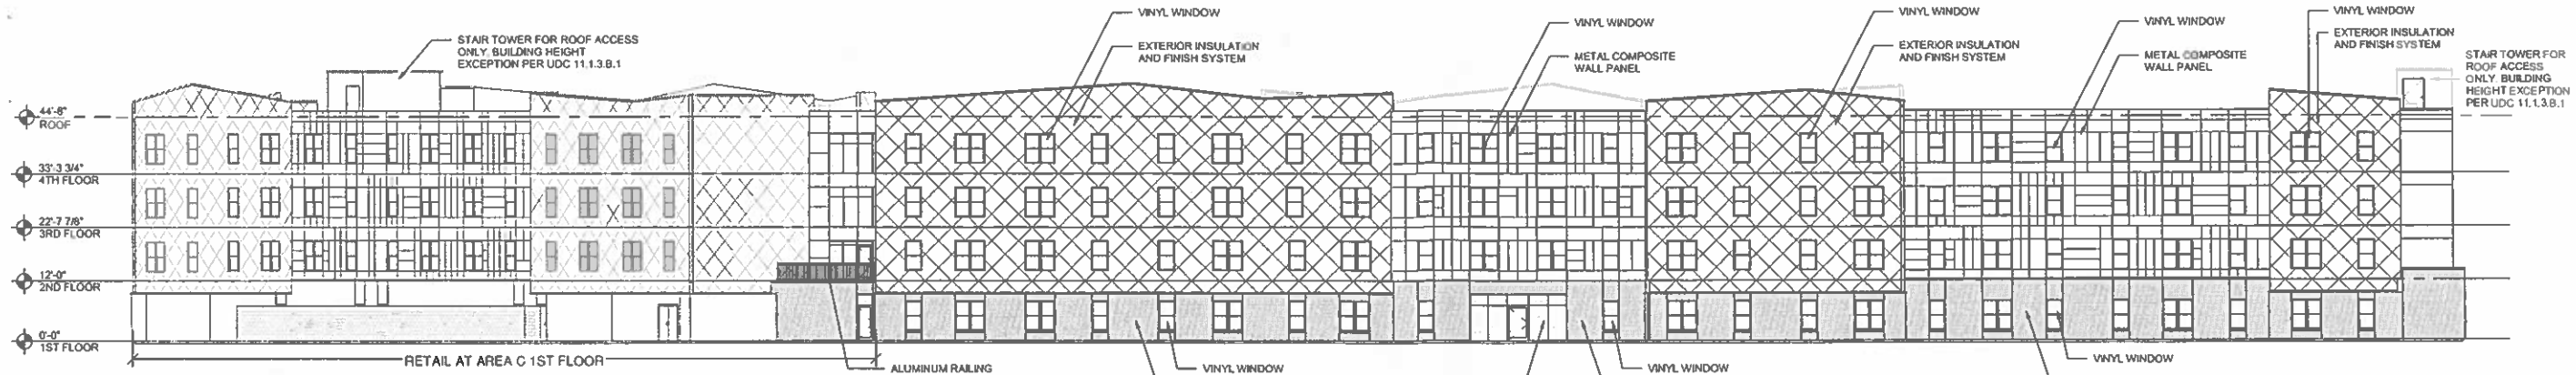 VINYL WINDOW
EXTERIOR INSULATION
AND FINISH SYSTEM
STAIR TOWER FOR ROOF ACCESS
ONLY. BUILDING HEIGHT
EXCEPTION PER UDC 11.1.3.B.1
VINYL WINDOW
METAL COMPOSITE
WALL PANEL
VINYL WINDOW
EXTERIOR INSULATION
AND FINISH SYSTEM
VINYL WINDOW
METAL COMPOSITE
WALL PANEL
VINYL WINDOW
EXTERIOR INSULATION
AND FINISH SYSTEM
STAIR TOWER FOR
ROOF ACCESS
ONLY. BUILDING
HEIGHT EXCEPTION
PER UDC 11.1.3.B.1
44'-8"
ROOF
33'-3 3/4"
4TH FLOOR
22'-7 7/8"
3RD FLOOR
12'-0"
2ND FLOOR
0'-0"
1ST FLOOR
RETAIL AT AREA C 1ST FLOOR
ALUMINUM RAILING
VINYL WINDOW
VINYL WINDOW
VINYL WINDOW